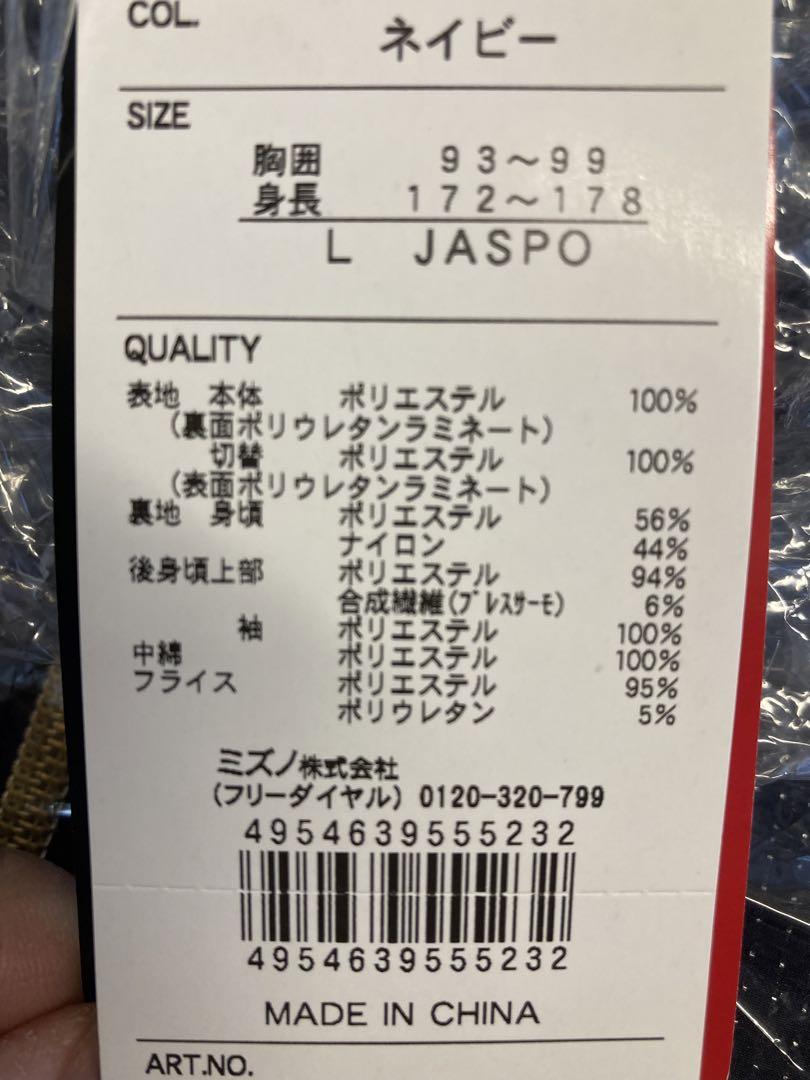 COL.
ネイビー
SIZE
胸囲 93～99
身長 172～178
L JASPO
QUALITY
表地 本体 ポリエステル 100%
(裏面ポリウレタンラミネート)
切替 ポリエステル 100%
(表面ポリウレタンラミネート)
裏地 身頃 ポリエステル 56%
ナイロン 44%
後身頃上部 ポリエステル 94%
合成繊維(ﾌﾞﾚｽｻｰﾓ) 6%
袖 ポリエステル 100%
中綿 ポリエステル 100%
フライス ポリエステル 95%
ポリウレタン 5%
ミズノ株式会社
(フリーダイヤル) 0120-320-799
4954639555232
4954639555232
MADE IN CHINA
ART.NO.